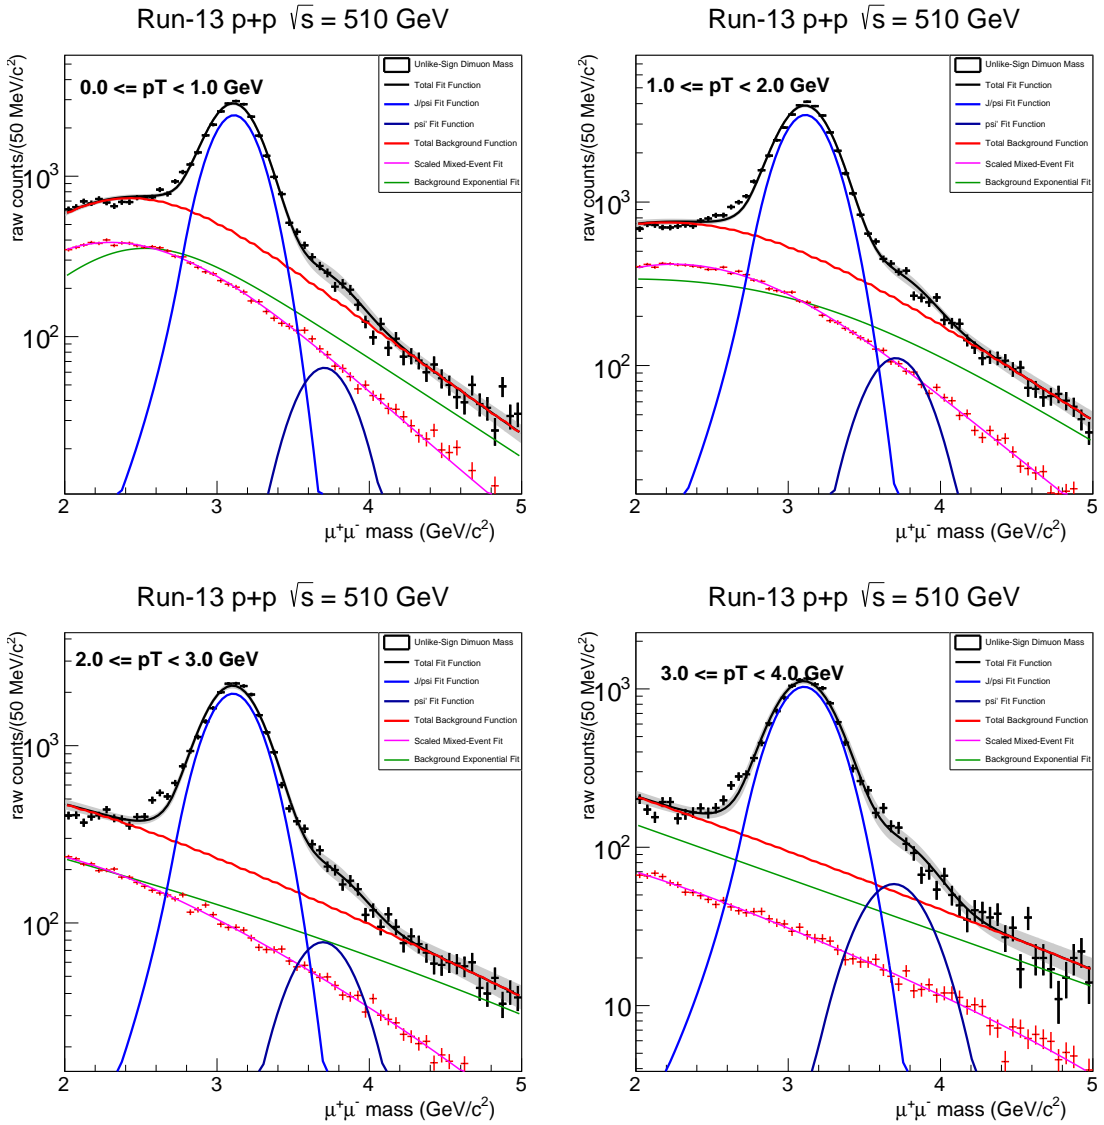 Run-13 p+p √s = 510 GeV
0.0 <= pT < 1.0 GeV
Unlike-Sign Dimuon Mass
Total Fit Function
J/psi Fit Function
psi' Fit Function
Total Background Function
Scaled Mixed-Event Fit
Background Exponential Fit
raw counts/(50 MeV/c²)
10³
10²
2 3 4 5
μ⁺μ⁻ mass (GeV/c²)
Run-13 p+p √s = 510 GeV
1.0 <= pT < 2.0 GeV
Unlike-Sign Dimuon Mass
Total Fit Function
J/psi Fit Function
psi' Fit Function
Total Background Function
Scaled Mixed-Event Fit
Background Exponential Fit
raw counts/(50 MeV/c²)
10³
10²
2 3 4 5
μ⁺μ⁻ mass (GeV/c²)
Run-13 p+p √s = 510 GeV
2.0 <= pT < 3.0 GeV
Unlike-Sign Dimuon Mass
Total Fit Function
J/psi Fit Function
psi' Fit Function
Total Background Function
Scaled Mixed-Event Fit
Background Exponential Fit
raw counts/(50 MeV/c²)
10³
10²
2 3 4 5
μ⁺μ⁻ mass (GeV/c²)
Run-13 p+p √s = 510 GeV
3.0 <= pT < 4.0 GeV
Unlike-Sign Dimuon Mass
Total Fit Function
J/psi Fit Function
psi' Fit Function
Total Background Function
Scaled Mixed-Event Fit
Background Exponential Fit
raw counts/(50 MeV/c²)
10³
10²
10
2 3 4 5
μ⁺μ⁻ mass (GeV/c²)